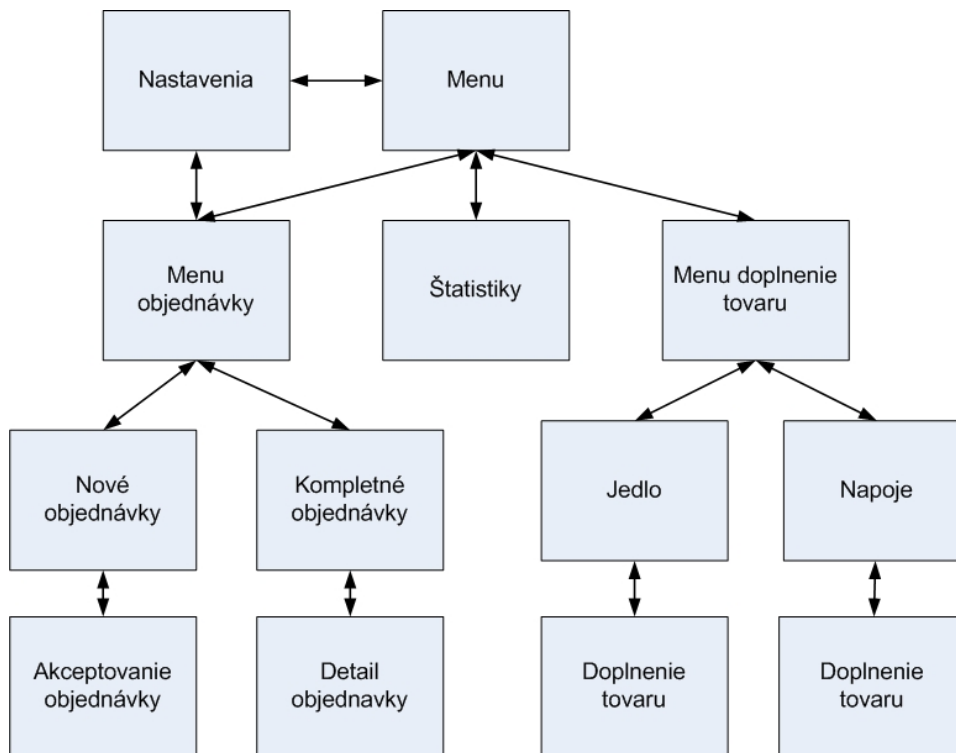 Nastavenia
Menu
Menu
objednávky
Štatistiky
Menu doplnenie
tovaru
Nové
objednávky
Kompletné
objednávky
Jedlo
Napoje
Akceptovanie
objednávky
Detail
objednavky
Doplnenie
tovaru
Doplnenie
tovaru